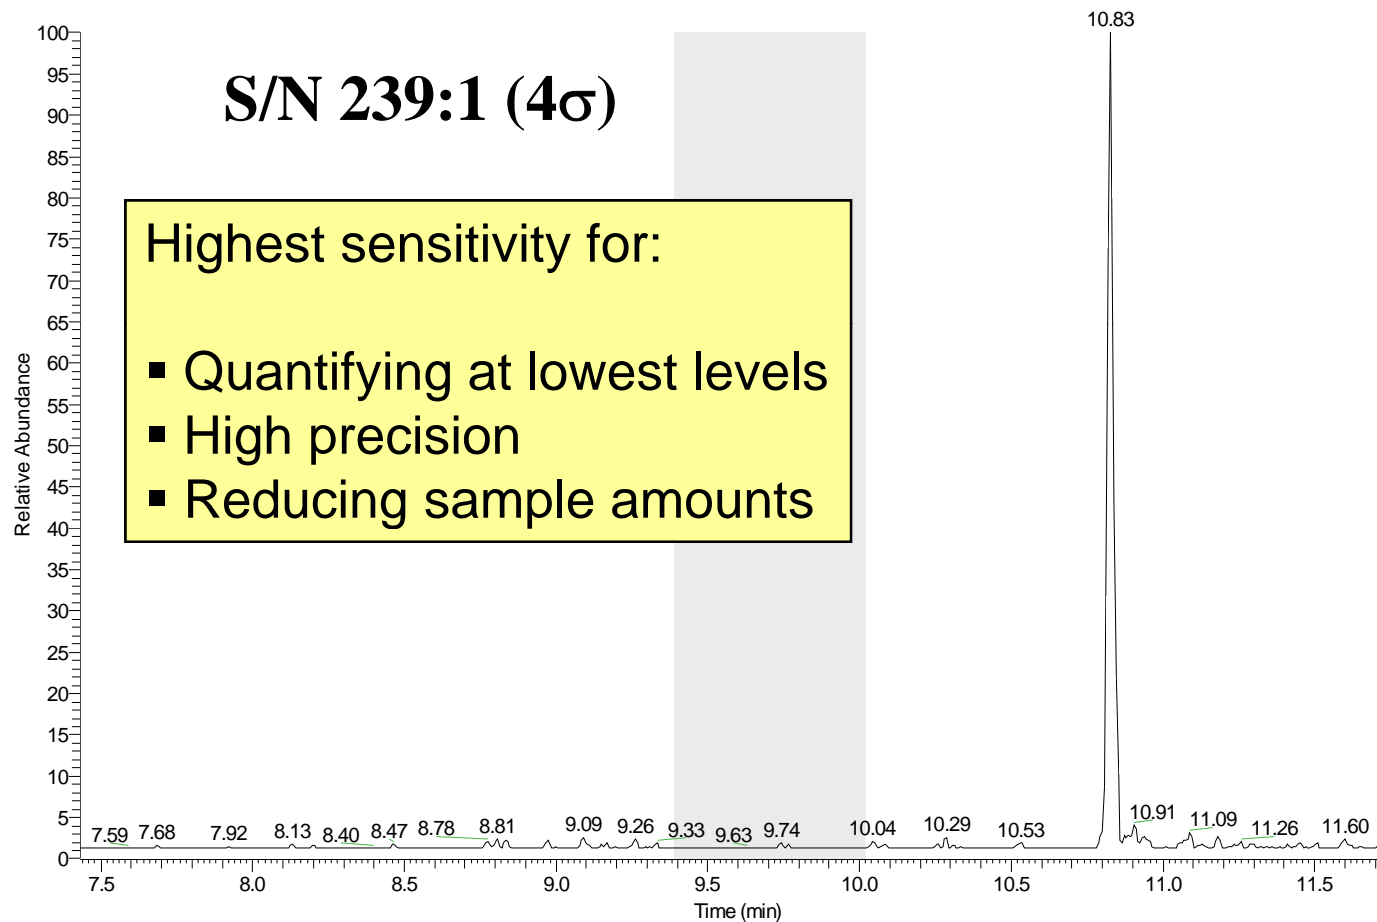 10.83
S/N 239:1 (4σ)
Highest sensitivity for:
▪ Quantifying at lowest levels
▪ High precision
▪ Reducing sample amounts
Relative Abundance
100
95
90
85
80
75
70
65
60
55
50
45
40
35
30
25
20
15
10
5
0
7.59 7.68 7.92 8.13 8.40 8.47 8.78 8.81 9.09 9.26 9.33 9.63 9.74 10.04 10.29 10.53 10.91 11.09 11.26 11.60
7.5 8.0 8.5 9.0 9.5 10.0 10.5 11.0 11.5
Time (min)